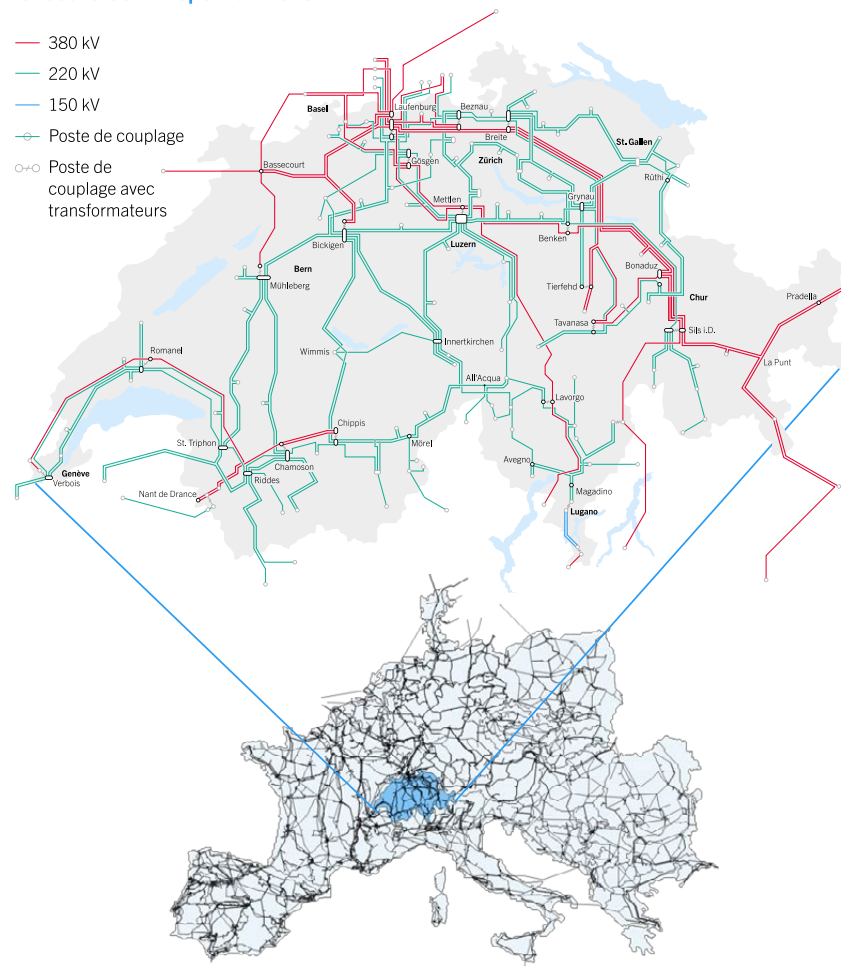 380 kV
220 kV
150 kV
Poste de couplage
Poste de
couplage avec
transformateurs
Basel
Laufenburg
Beznau
Breite
St. Gallen
Bassecourt
Gösgen
Zürich
Rüthi
Mettlen
Grynau
Bickigen
Luzern
Benken
Bern
Mühleberg
Bonaduz
Tierfehd
Chur
Pradella
Tavanasa
Sils i.D.
Romanel
Wimmis
Innertkirchen
La Punt
All'Acqua
Lavorgo
Chippis
St. Triphon
Mörel
Chamoson
Avegno
Genève
Verbois
Riddes
Nant de Drance
Magadino
Lugano